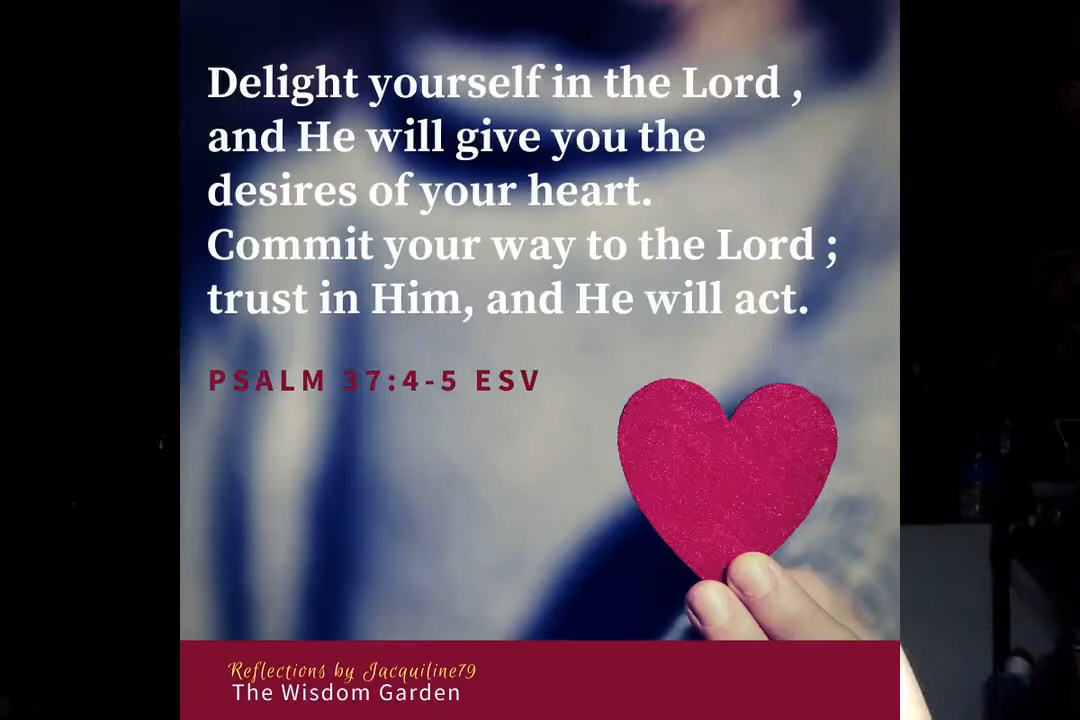 Delight yourself in the Lord ,
and He will give you the
desires of your heart.
Commit your way to the Lord ;
trust in Him, and He will act.
PSALM 37:4-5 ESV
Reflections by Jacquiline79
The Wisdom Garden